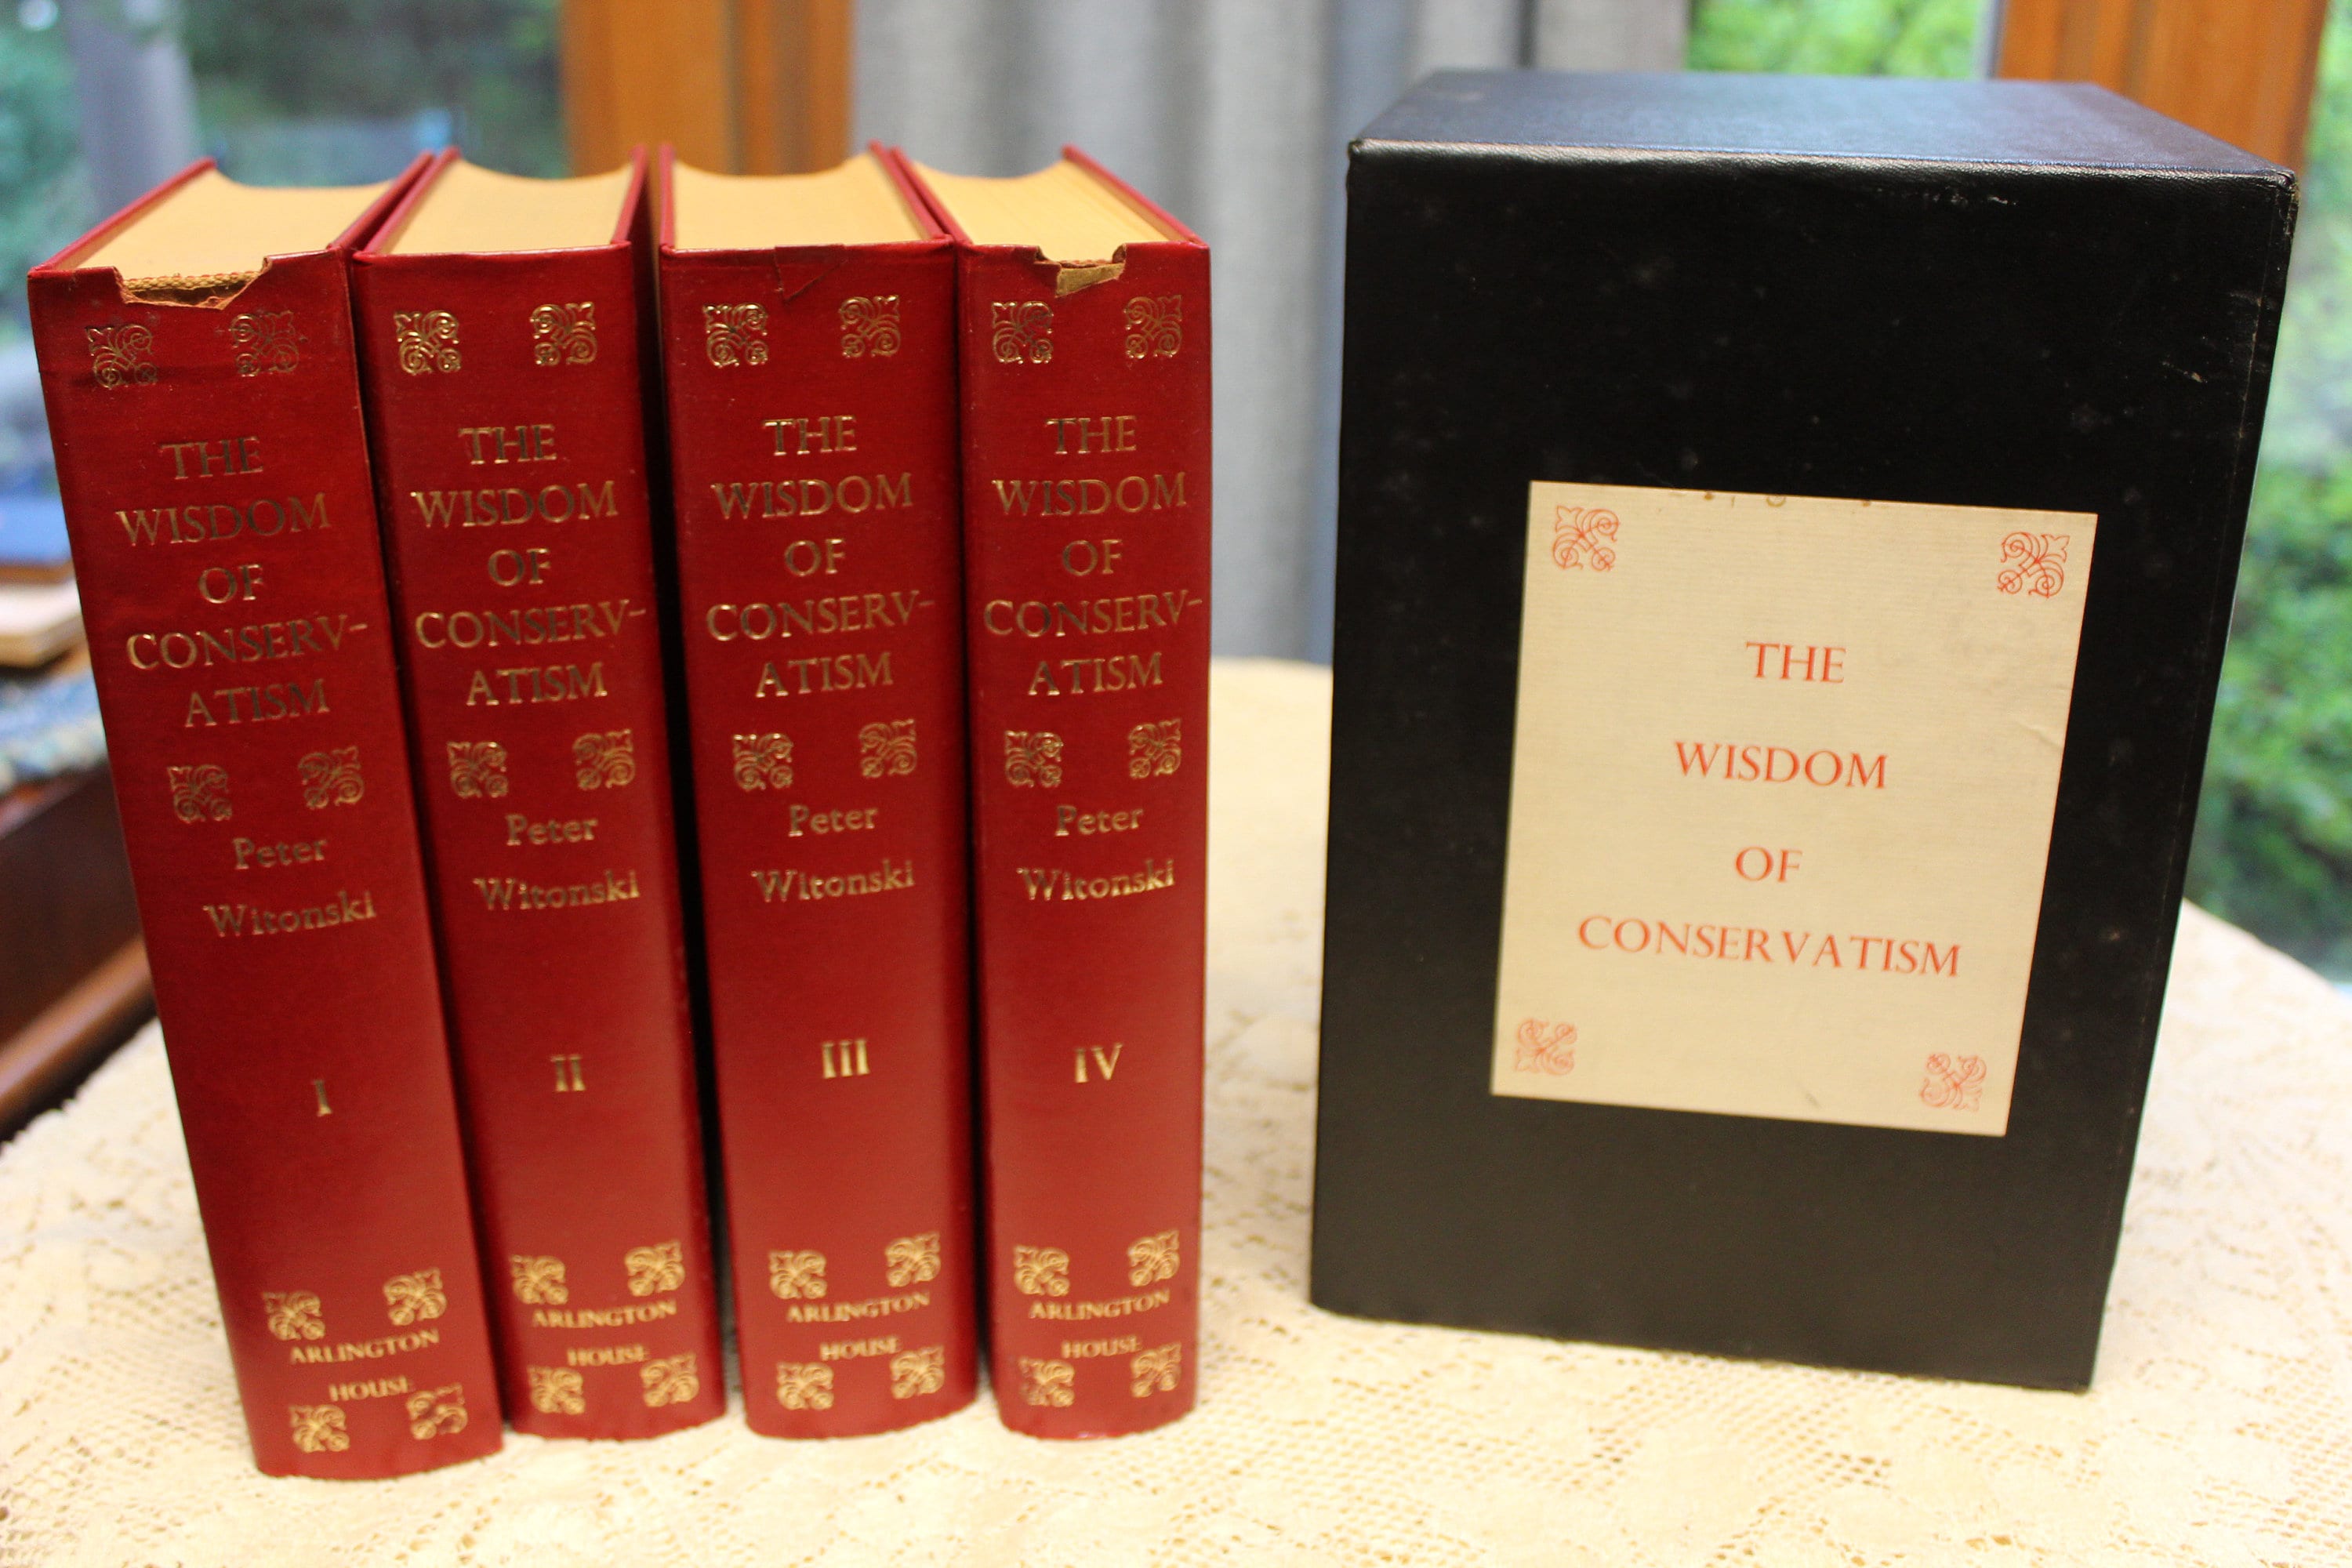 THE
WISDOM
OF
CONSERV-
ATISM
Peter
Witonski
I
ARLINGTON
HOUSE
THE
WISDOM
OF
CONSERV-
ATISM
Peter
Witonski
II
ARLINGTON
HOUSE
THE
WISDOM
OF
CONSERV-
ATISM
Peter
Witonski
III
ARLINGTON
HOUSE
THE
WISDOM
OF
CONSERV-
ATISM
Peter
Witonski
IV
ARLINGTON
HOUSE
THE
WISDOM
OF
CONSERVATISM